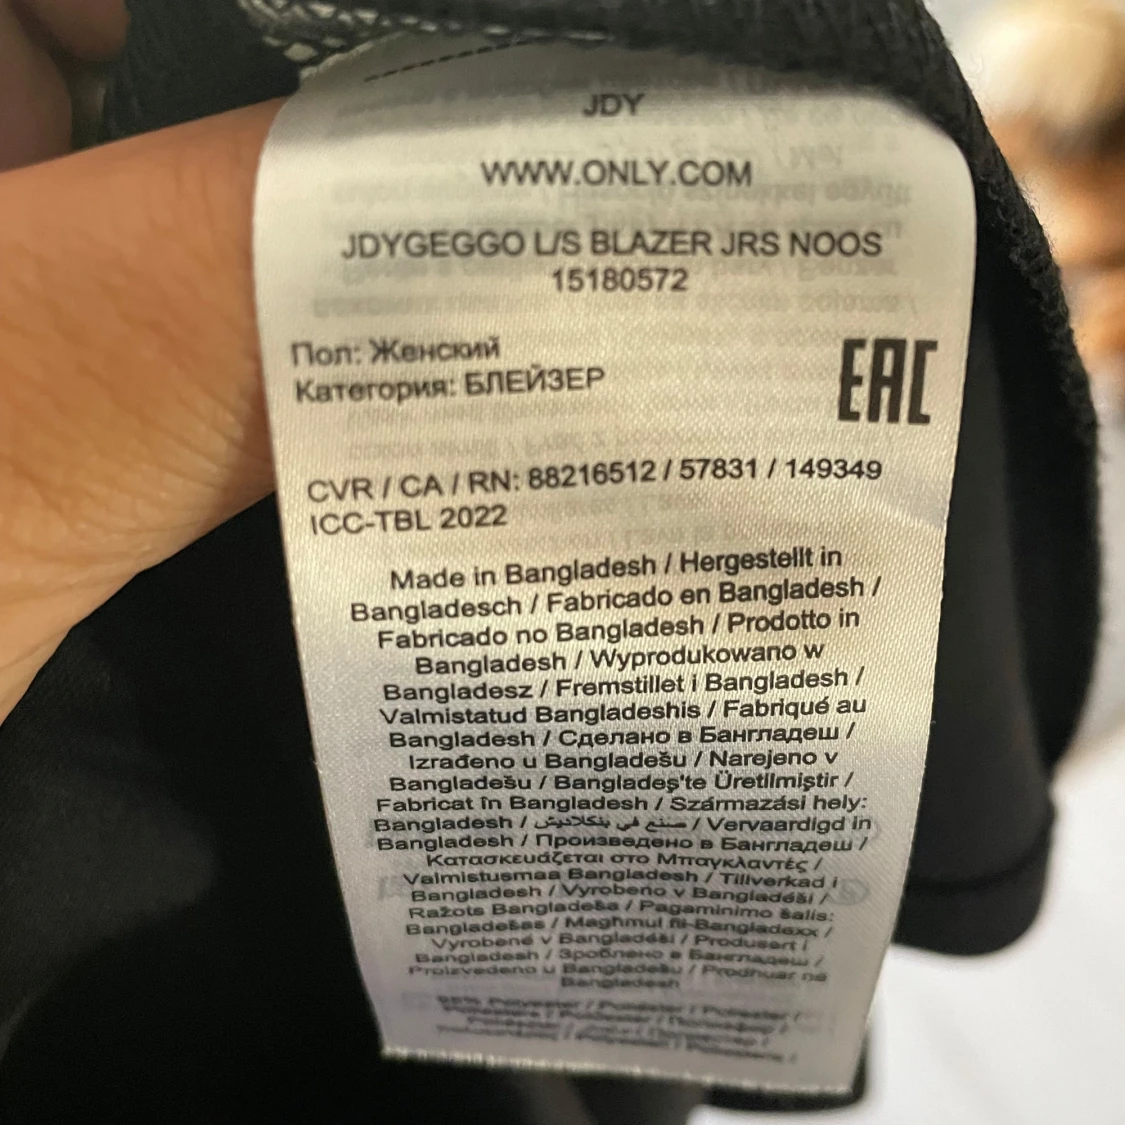 JDY
WWW.ONLY.COM
JDYGEGGO L/S BLAZER JRS NOOS
15180572
Пол: Женский
Категория: БЛЕЙЗЕР
EAC
CVR / CA / RN: 88216512 / 57831 / 149349
ICC-TBL 2022
Made in Bangladesh / Hergestellt in
Bangladesch / Fabricado en Bangladesh /
Fabricado no Bangladesh / Prodotto in
Bangladesh / Wyprodukowano w
Bangladesz / Fremstillet i Bangladesh /
Valmistatud Bangladeshis / Fabriqué au
Bangladesh / Сделано в Бангладеш /
Izrađeno u Bangladešu / Narejeno v
Bangladešu / Bangladeş'te Üretilmiştir /
Fabricat în Bangladesh / Származási hely:
Bangladesh / صنع في بنكلاديش / Vervaardigd in
Bangladesh / Произведено в Бангладеш /
Κατασκευάζεται στο Μπαγκλαντές /
Valmistusmaa Bangladesh / Tillverkad i
Bangladesh / Vyrobeno v Bangladéši /
Ražots Bangladeša / Pagaminimo šalis:
Bangladešas / Magħmul fil-Bangladexx /
Vyrobené v Bangladéši / Produsert i
Bangladesh / Зроблено в Бангладеш /
Proizvedeno u Bangladešu / Prodhuar në
Bangladesh